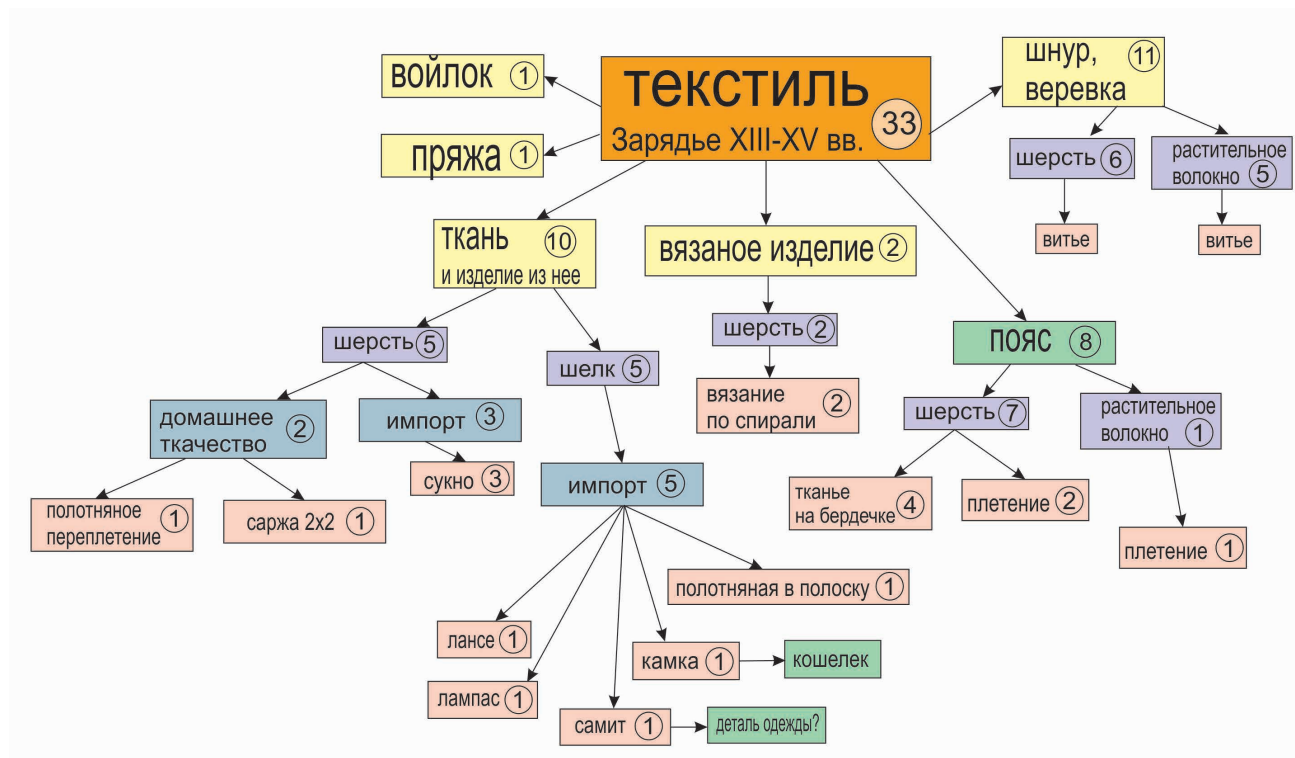 текстиль
Зарядье XIII-XV вв. 33
войлок 1
пряжа 1
шнур, 11
веревка
шерсть 6
растительное
волокно 5
витье
витье
ткань 10
и изделие из нее
вязаное изделие 2
шерсть 2
вязание
по спирали 2
пояс 8
шерсть 7
растительное
волокно 1
тканье
на бердечке 4
плетение 2
плетение 1
шерсть 5
шелк 5
домашнее
ткачество 2
импорт 3
сукно 3
полотняное
переплетение 1
саржа 2х2 1
импорт 5
полотняная в полоску 1
лансе 1
лампас 1
камка 1
кошелек
самит 1
деталь одежды?